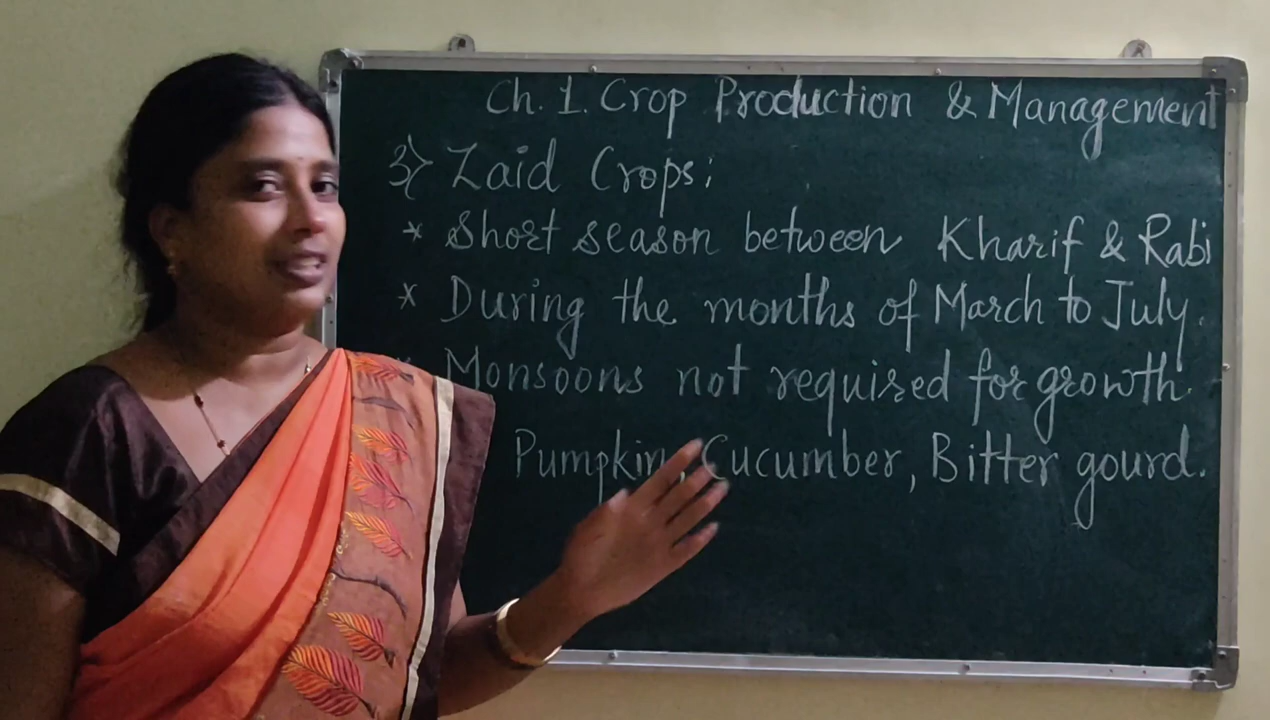 Ch. 1. Crop Production & Management
3) Zaid Crops:
* Short season between Kharif & Rabi
* During the months of March to July.
* Monsoons not required for growth.
Pumpkin, Cucumber, Bitter gourd.